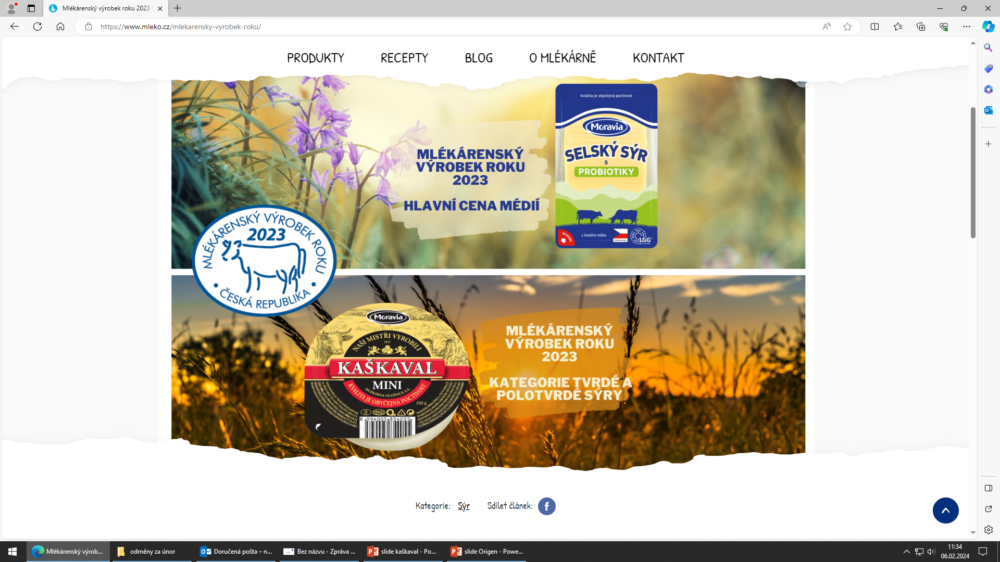 Mlékárenský výrobek roku 2023
https://www.mleko.cz/mlekarensky-vyrobek-roku/
PRODUKTY RECEPTY BLOG O MLÉKÁRNĚ KONTAKT
MLÉKÁRENSKÝ
VÝROBEK ROKU
2023
HLAVNÍ CENA MÉDIÍ
kvalita je obyčejná poctivost
Moravia
SELSKÝ SÝR
S
PROBIOTIKY
z českého mléka
LGG
MLÉKÁRENSKÝ VÝROBEK ROKU
2023
• ČESKÁ REPUBLIKA •
Moravia
NAŠI MISTŘI VYROBILI
1937
KAŠKAVAL
MINI
MLÉKÁRNA OLEŠNICE A.S.
KVALITA JE OBYČEJNÁ POCTIVOST
200 g
8 594005 854055
MLÉKÁRENSKÝ
VÝROBEK ROKU
2023
KATEGORIE TVRDÉ A
POLOTVRDÉ SÝRY
Kategorie: Sýr Sdílet článek:
Mlékárenský výrob... odměny za únor Doručená pošta – n... Bez názvu - Zpráva ... slide kaškaval - Po... slide Origen - Powe...
11:34
06.02.2024